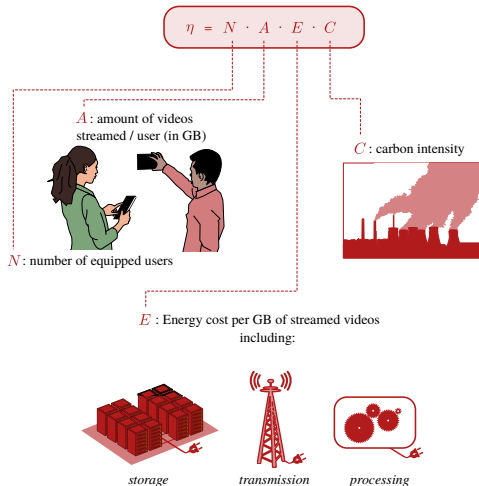 η = N · A · E · C
A : amount of videos
streamed / user (in GB)
C : carbon intensity
N : number of equipped users
E : Energy cost per GB of streamed videos
including:
storage transmission processing